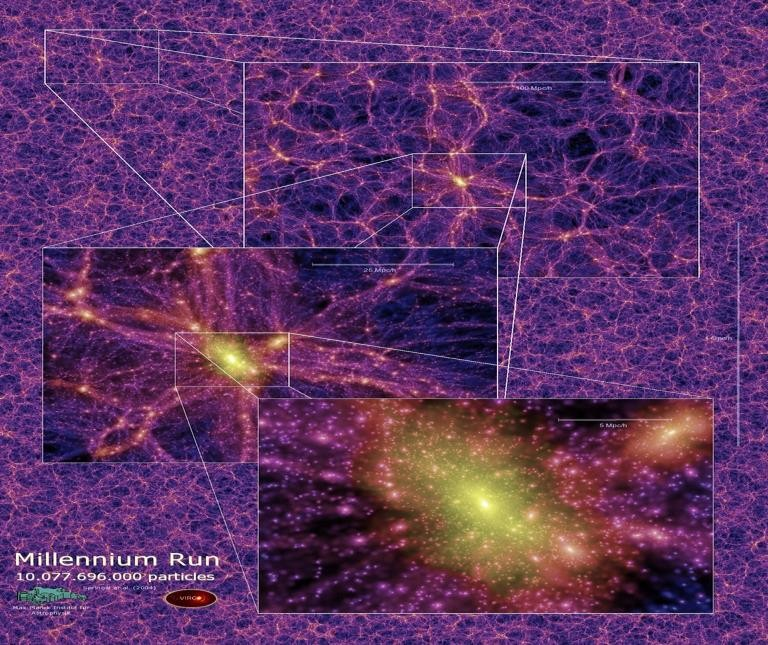 100 Mpc/h
25 Mpc/h
5 Mpc/h
Millennium Run
10.077.696.000 particles
Springel et al. (2004)
Max-Planck Institut für
Astrophysik
VIRGO